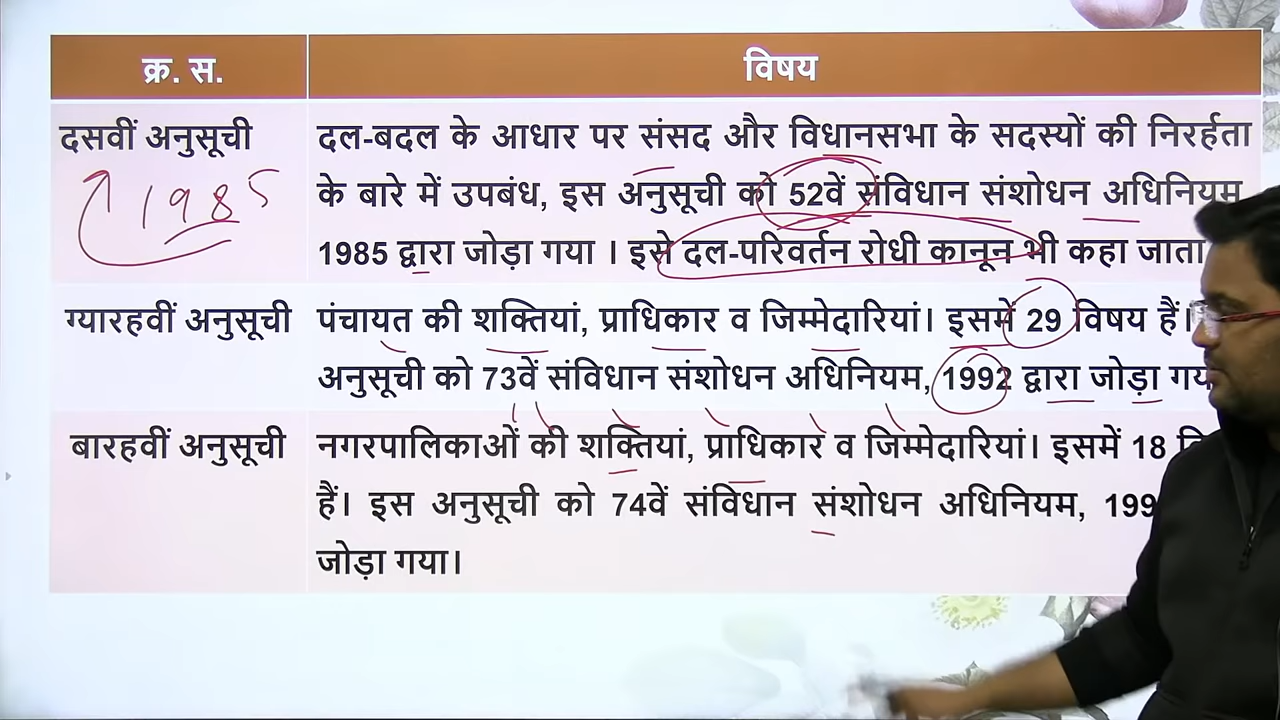 क्र. स. विषय
दसवीं अनुसूची दल-बदल के आधार पर संसद और विधानसभा के सदस्यों की निरर्हता
1985 के बारे में उपबंध, इस अनुसूची को 52वें संविधान संशोधन अधिनियम,
1985 द्वारा जोड़ा गया । इसे दल-परिवर्तन रोधी कानून भी कहा जाता
ग्यारहवीं अनुसूची पंचायत की शक्तियां, प्राधिकार व जिम्मेदारियां। इसमें 29 विषय हैं।
अनुसूची को 73वें संविधान संशोधन अधिनियम, 1992 द्वारा जोड़ा
बारहवीं अनुसूची नगरपालिकाओं की शक्तियां, प्राधिकार व जिम्मेदारियां। इसमें 18
हैं। इस अनुसूची को 74वें संविधान संशोधन अधिनियम,
जोड़ा गया।